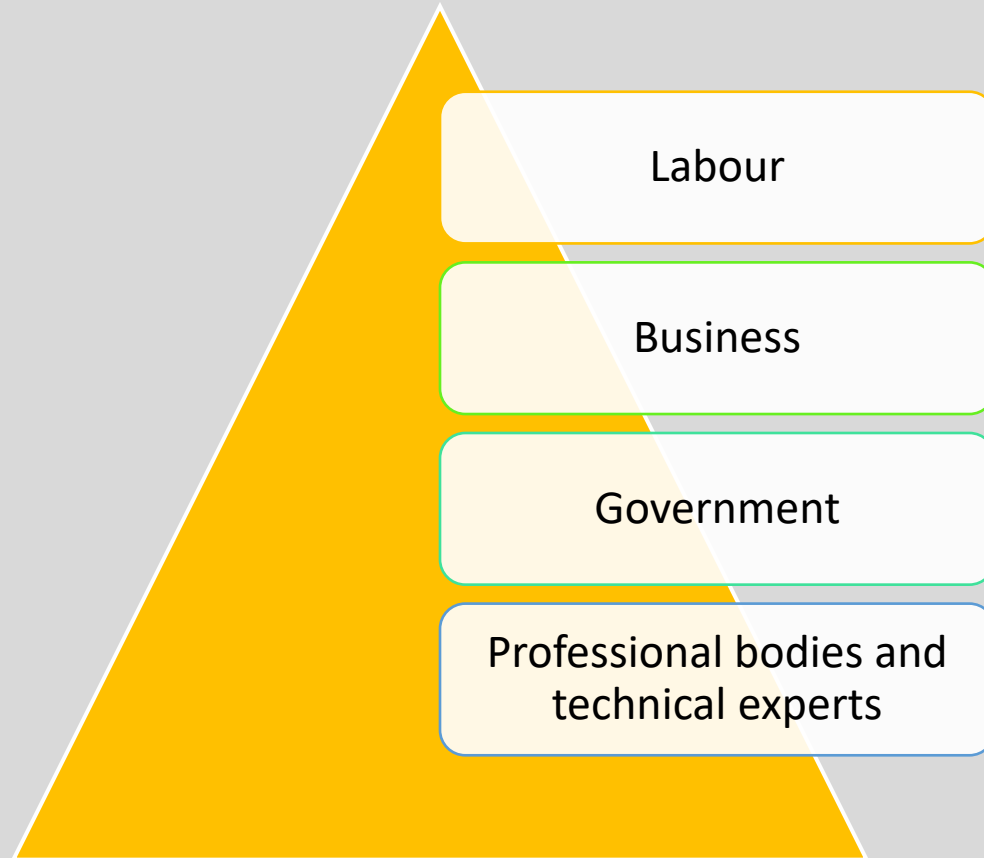 Labour
Business
Government
Professional bodies and
technical experts